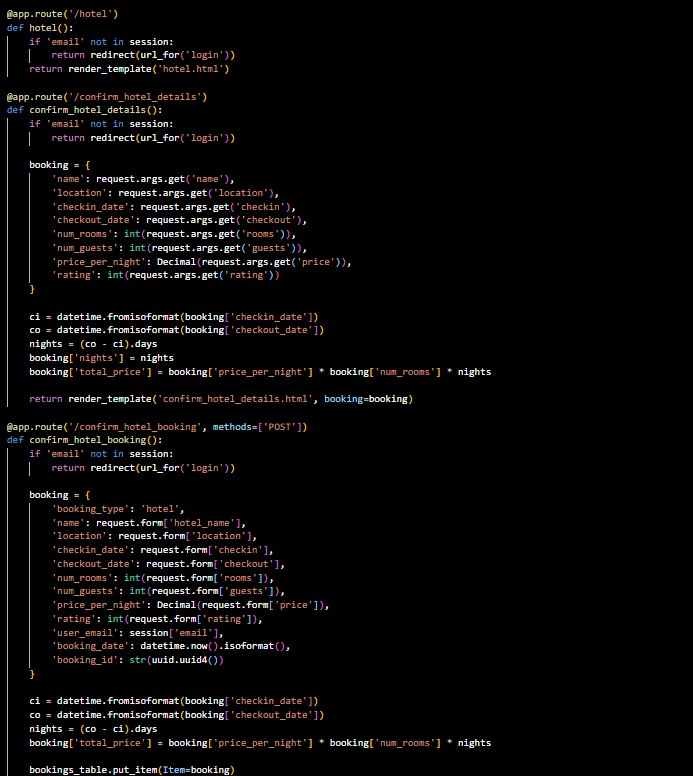 @app.route('/hotel')
def hotel():
    if 'email' not in session:
        return redirect(url_for('login'))
    return render_template('hotel.html')

@app.route('/confirm_hotel_details')
def confirm_hotel_details():
    if 'email' not in session:
        return redirect(url_for('login'))

    booking = {
        'name': request.args.get('name'),
        'location': request.args.get('location'),
        'checkin_date': request.args.get('checkin'),
        'checkout_date': request.args.get('checkout'),
        'num_rooms': int(request.args.get('rooms')),
        'num_guests': int(request.args.get('guests')),
        'price_per_night': Decimal(request.args.get('price')),
        'rating': int(request.args.get('rating'))
    }

    ci = datetime.fromisoformat(booking['checkin_date'])
    co = datetime.fromisoformat(booking['checkout_date'])
    nights = (co - ci).days
    booking['nights'] = nights
    booking['total_price'] = booking['price_per_night'] * booking['num_rooms'] * nights

    return render_template('confirm_hotel_details.html', booking=booking)

@app.route('/confirm_hotel_booking', methods=['POST'])
def confirm_hotel_booking():
    if 'email' not in session:
        return redirect(url_for('login'))

    booking = {
        'booking_type': 'hotel',
        'name': request.form['hotel_name'],
        'location': request.form['location'],
        'checkin_date': request.form['checkin'],
        'checkout_date': request.form['checkout'],
        'num_rooms': int(request.form['rooms']),
        'num_guests': int(request.form['guests']),
        'price_per_night': Decimal(request.form['price']),
        'rating': int(request.form['rating']),
        'user_email': session['email'],
        'booking_date': datetime.now().isoformat(),
        'booking_id': str(uuid.uuid4())
    }

    ci = datetime.fromisoformat(booking['checkin_date'])
    co = datetime.fromisoformat(booking['checkout_date'])
    nights = (co - ci).days
    booking['total_price'] = booking['price_per_night'] * booking['num_rooms'] * nights

    bookings_table.put_item(Item=booking)